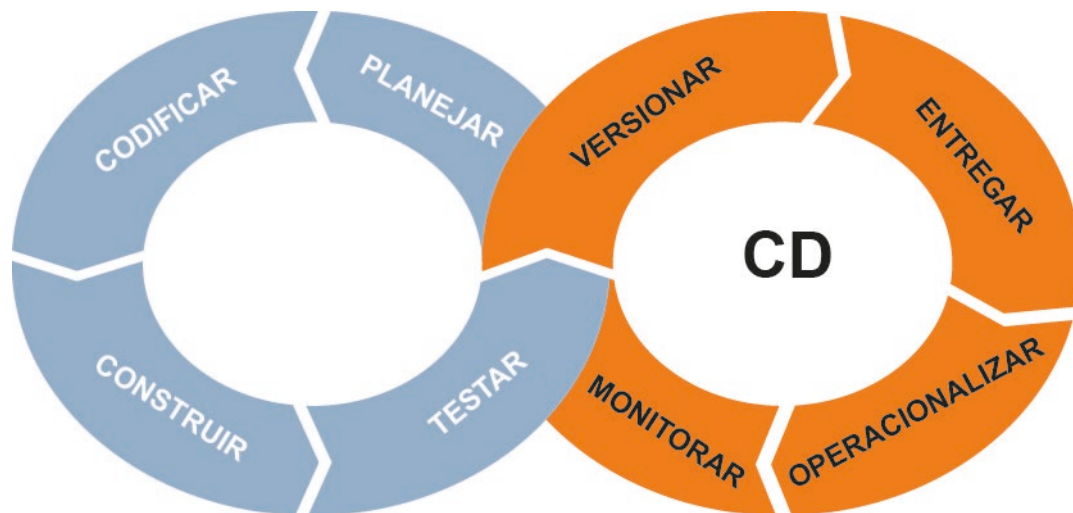 PLANEJAR
CODIFICAR
CONSTRUIR
TESTAR
VERSIONAR
ENTREGAR
OPERACIONALIZAR
MONITORAR
CD